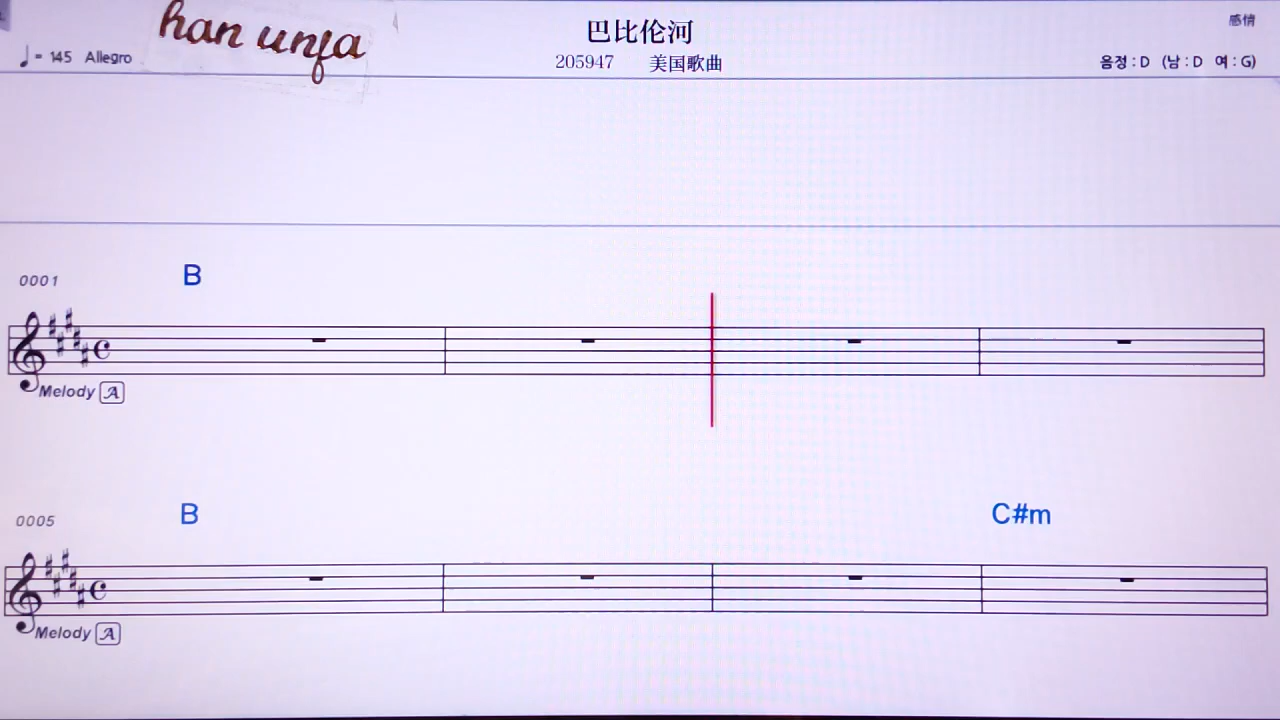 han unfa
巴比伦河
感情
♩= 145 Allegro
205947 美国歌曲
음정 : D (남 : D 여 : G)
0001
B
Melody A
0005
B
C#m
Melody A